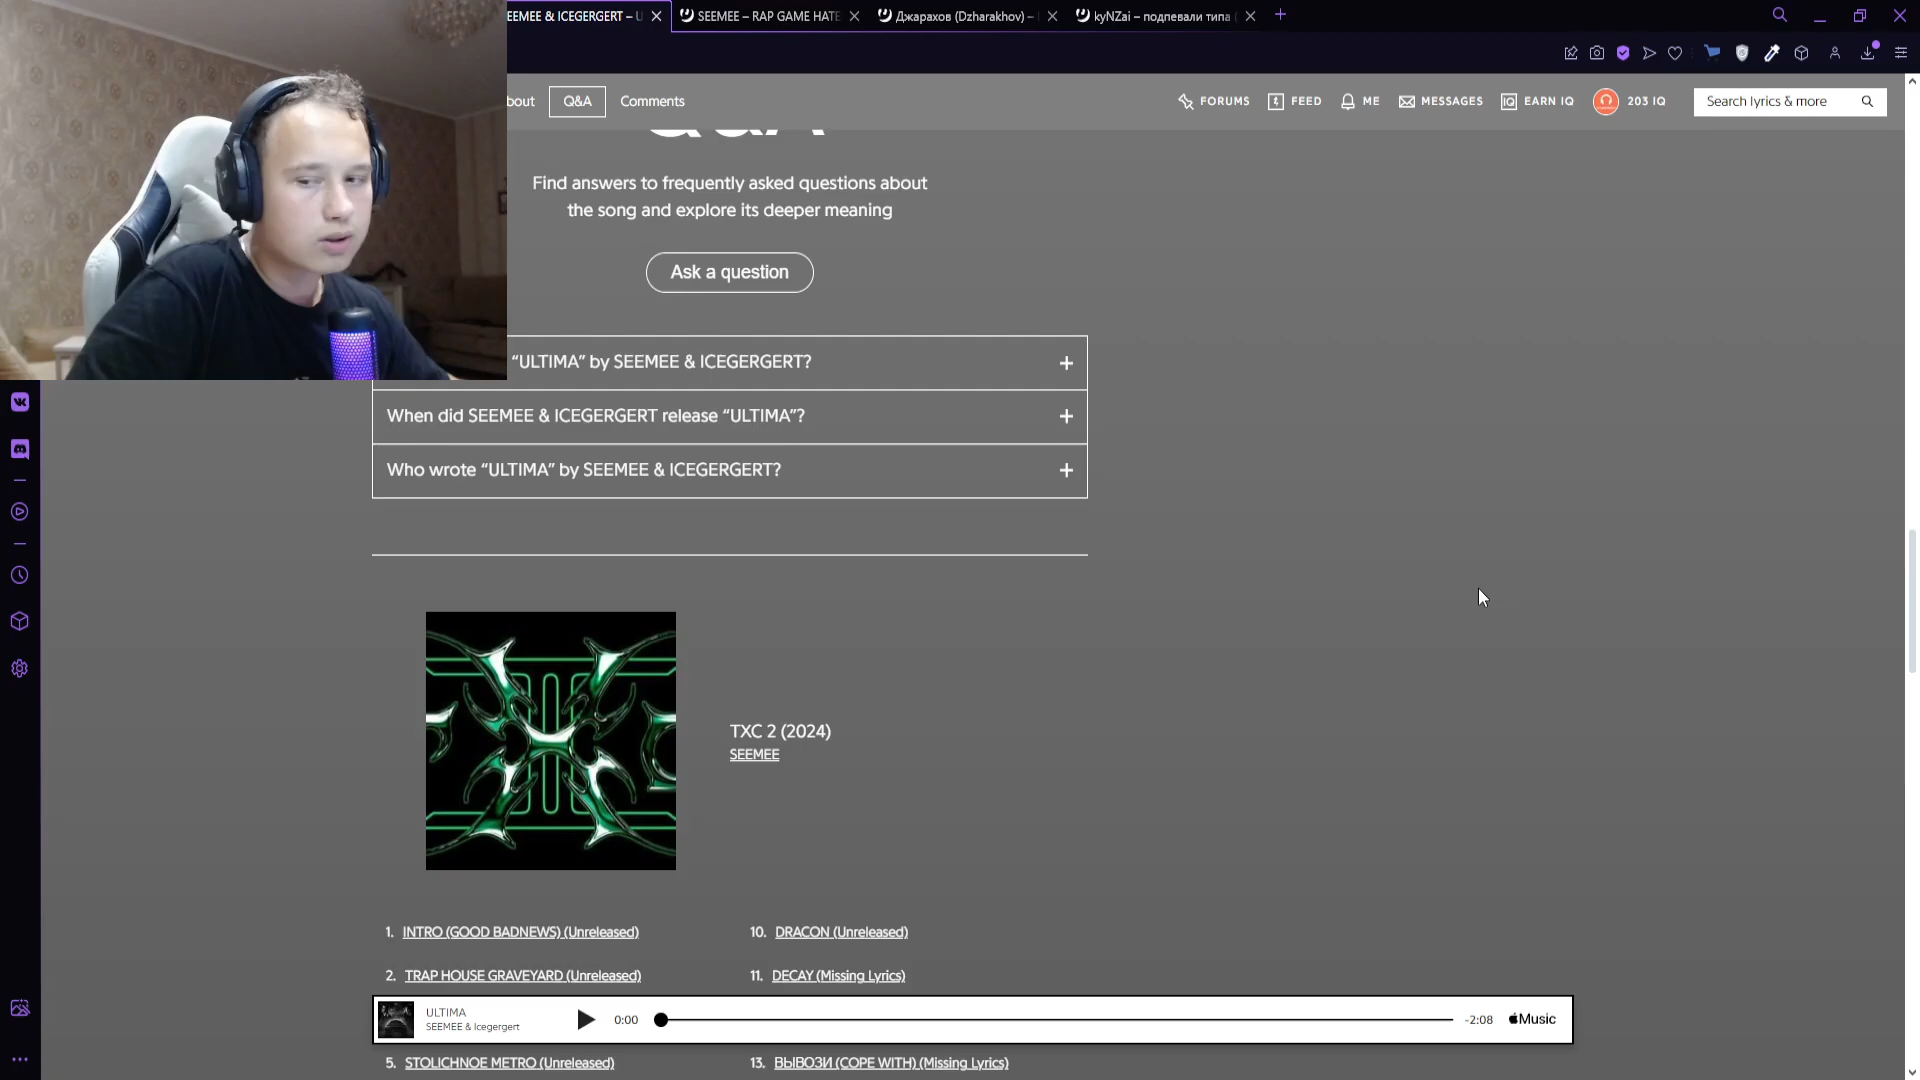 EEMEE & ICEGERGERT – U
SEEMEE – RAP GAME HATE
Джарахов (Dzharakhov) –
kyNZai – подпевали типа
bout
Q&A
Comments
FORUMS
FEED
ME
MESSAGES
EARN IQ
203 IQ
Search lyrics & more
Find answers to frequently asked questions about
the song and explore its deeper meaning
Ask a question
“ULTIMA” by SEEMEE & ICEGERGERT?
When did SEEMEE & ICEGERGERT release “ULTIMA”?
Who wrote “ULTIMA” by SEEMEE & ICEGERGERT?
TXC 2 (2024)
SEEMEE
1. INTRO (GOOD BADNEWS) (Unreleased)
10. DRACON (Unreleased)
2. TRAP HOUSE GRAVEYARD (Unreleased)
11. DECAY (Missing Lyrics)
ULTIMA
SEEMEE & Icegergert
0:00
-2:08
Music
5. STOLICHNOE METRO (Unreleased)
13. ВЫВОЗИ (COPE WITH) (Missing Lyrics)